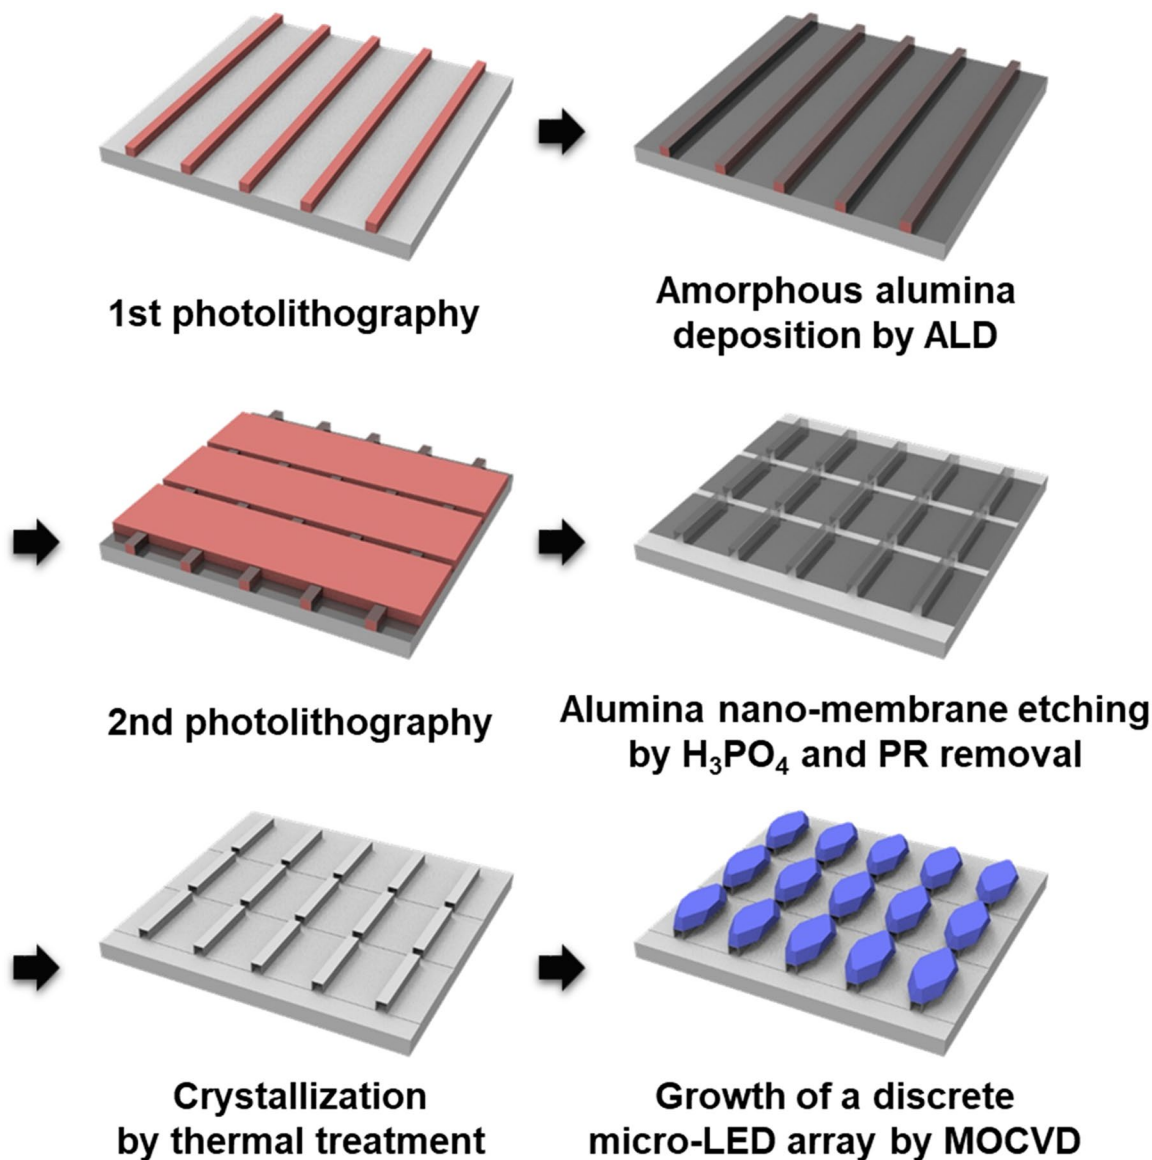 1st photolithography
Amorphous alumina
deposition by ALD
2nd photolithography
Alumina nano-membrane etching
by H₃PO₄ and PR removal
Crystallization
by thermal treatment
Growth of a discrete
micro-LED array by MOCVD